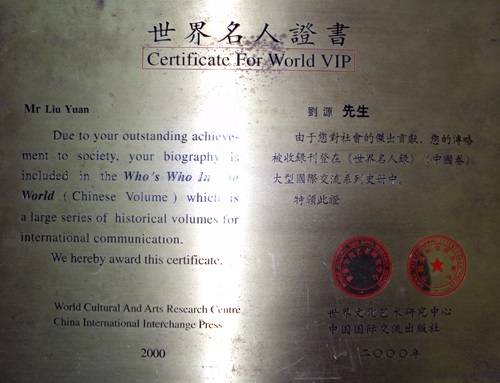 世界名人證書
Certificate For World VIP
Mr Liu Yuan
Due to your outstanding achieve-
ment to society, your biography is
included in the Who's Who In The
World ( Chinese Volume ) which is
a large series of historical volumes for
international communication.
We hereby award this certificate.
World Cultural And Arts Research Centre
China International Interchange Press
2000
劉源 先生
由于您對社會的傑出貢獻，您的傳略
被收錄刊登在《世界名人錄》（中國卷）
大型國際交流系列史册中。
特頒此證
世界文化艺术研究中心
中国国际交流出版社
二〇〇〇年